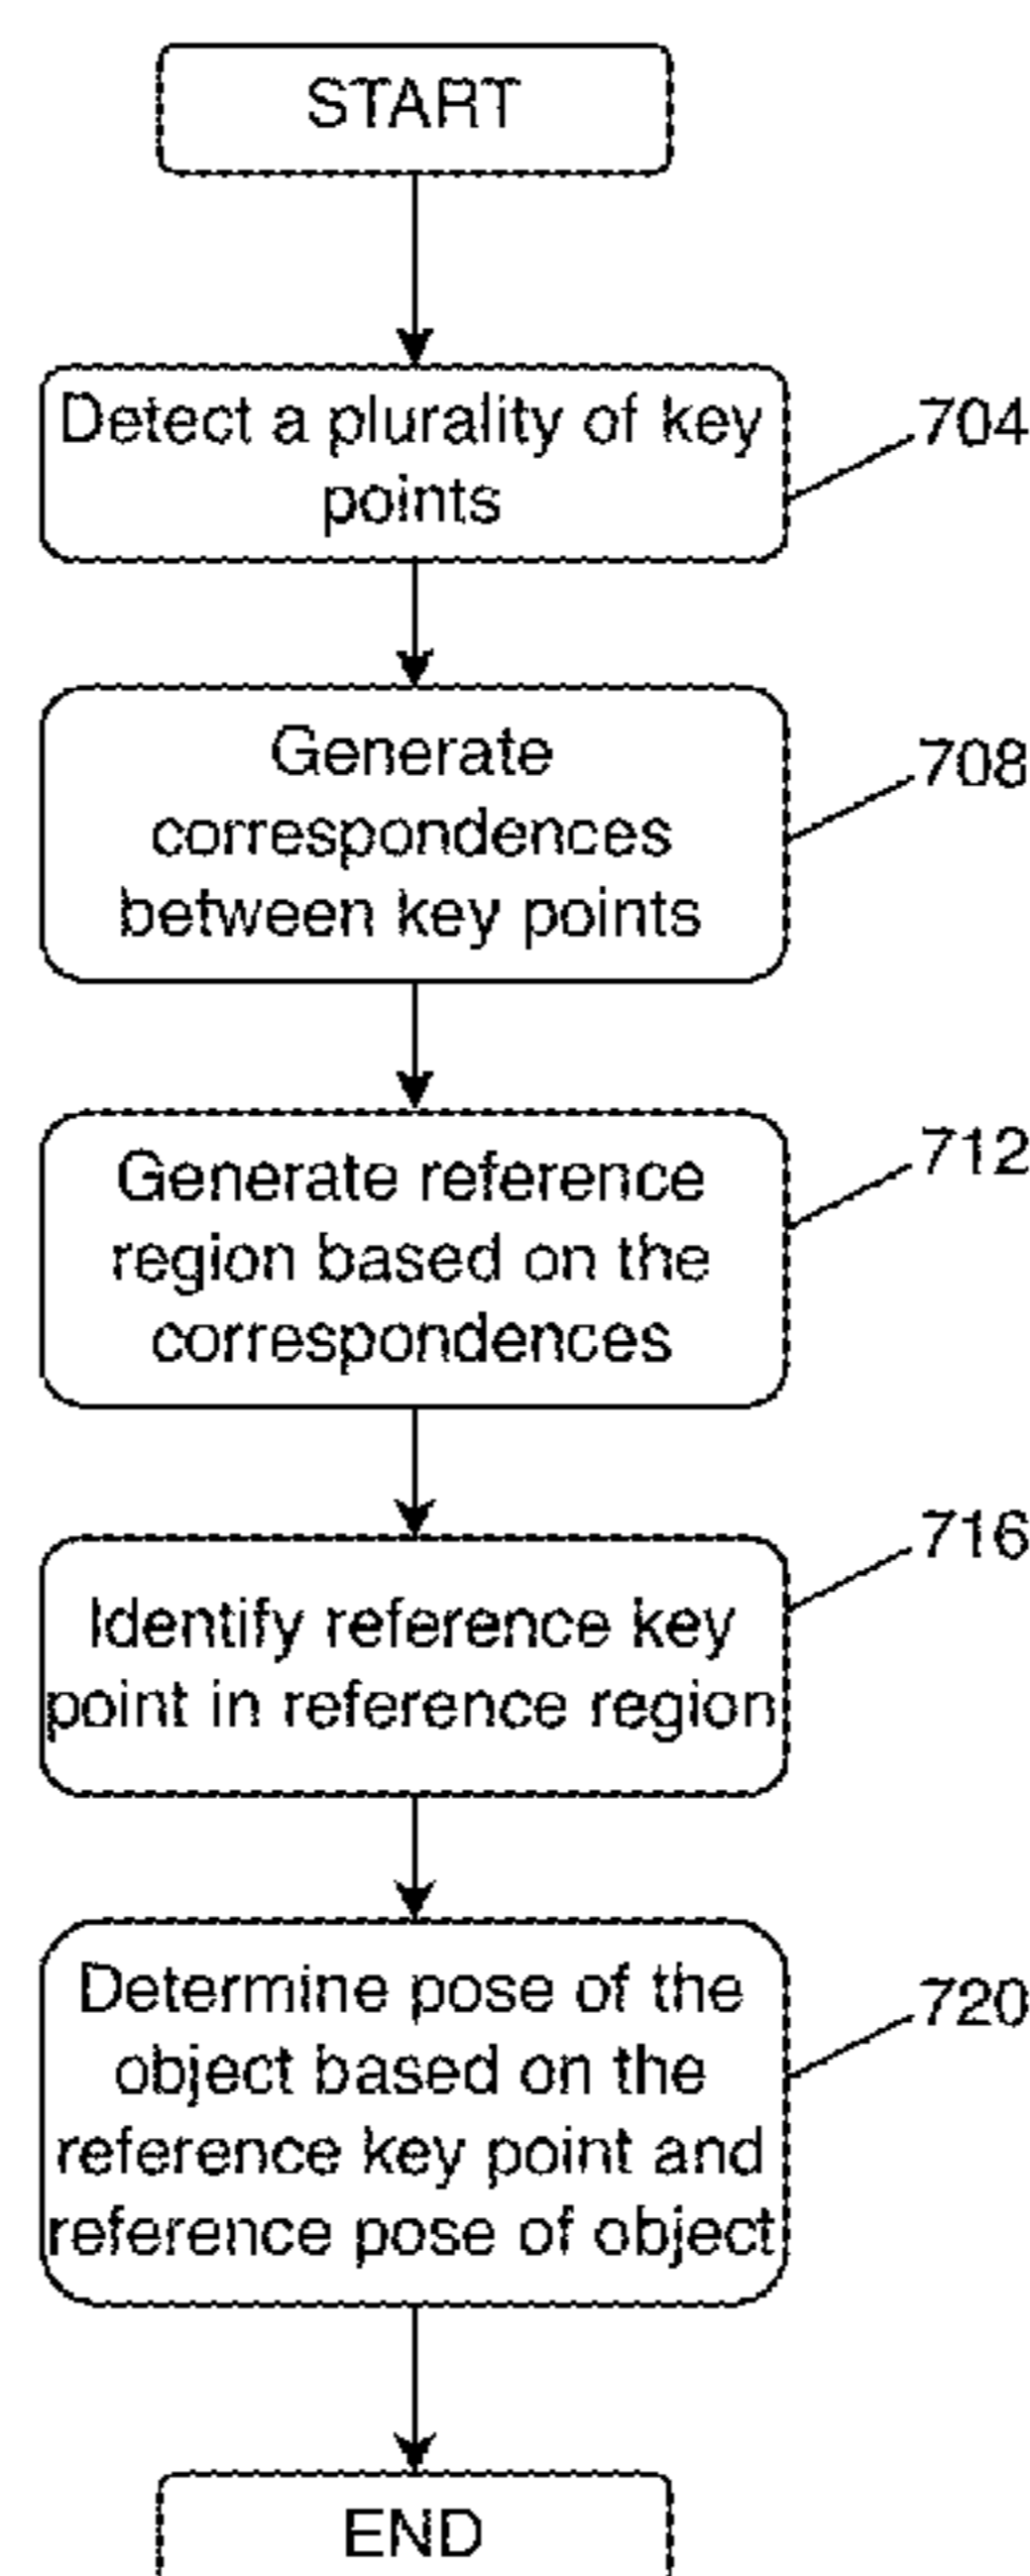 START
Detect a plurality of key
points
704
Generate
correspondences
between key points
708
Generate reference
region based on the
correspondences
712
Identify reference key
point in reference region
716
Determine pose of the
object based on the
reference key point and
reference pose of object
720
END